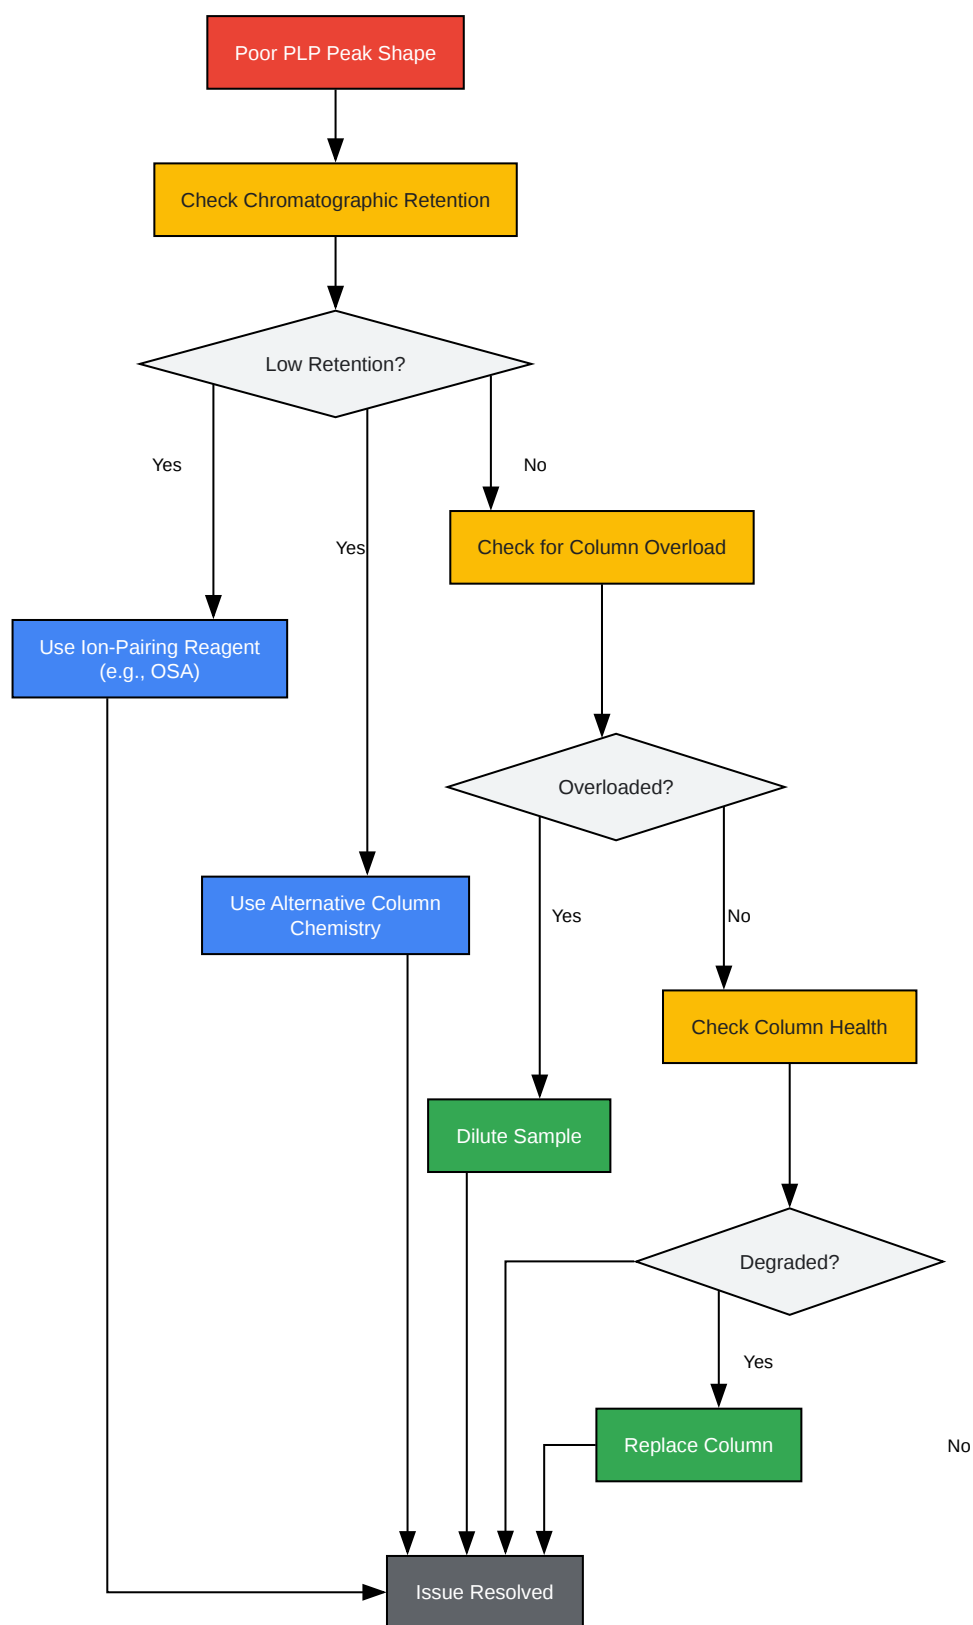 Poor PLP Peak Shape
Check Chromatographic Retention
Low Retention?
Yes
No
Yes
Check for Column Overload
Use Ion-Pairing Reagent
(e.g., OSA)
Overloaded?
Use Alternative Column
Chemistry
Yes
No
Check Column Health
Dilute Sample
Degraded?
Yes
Replace Column
No
Issue Resolved